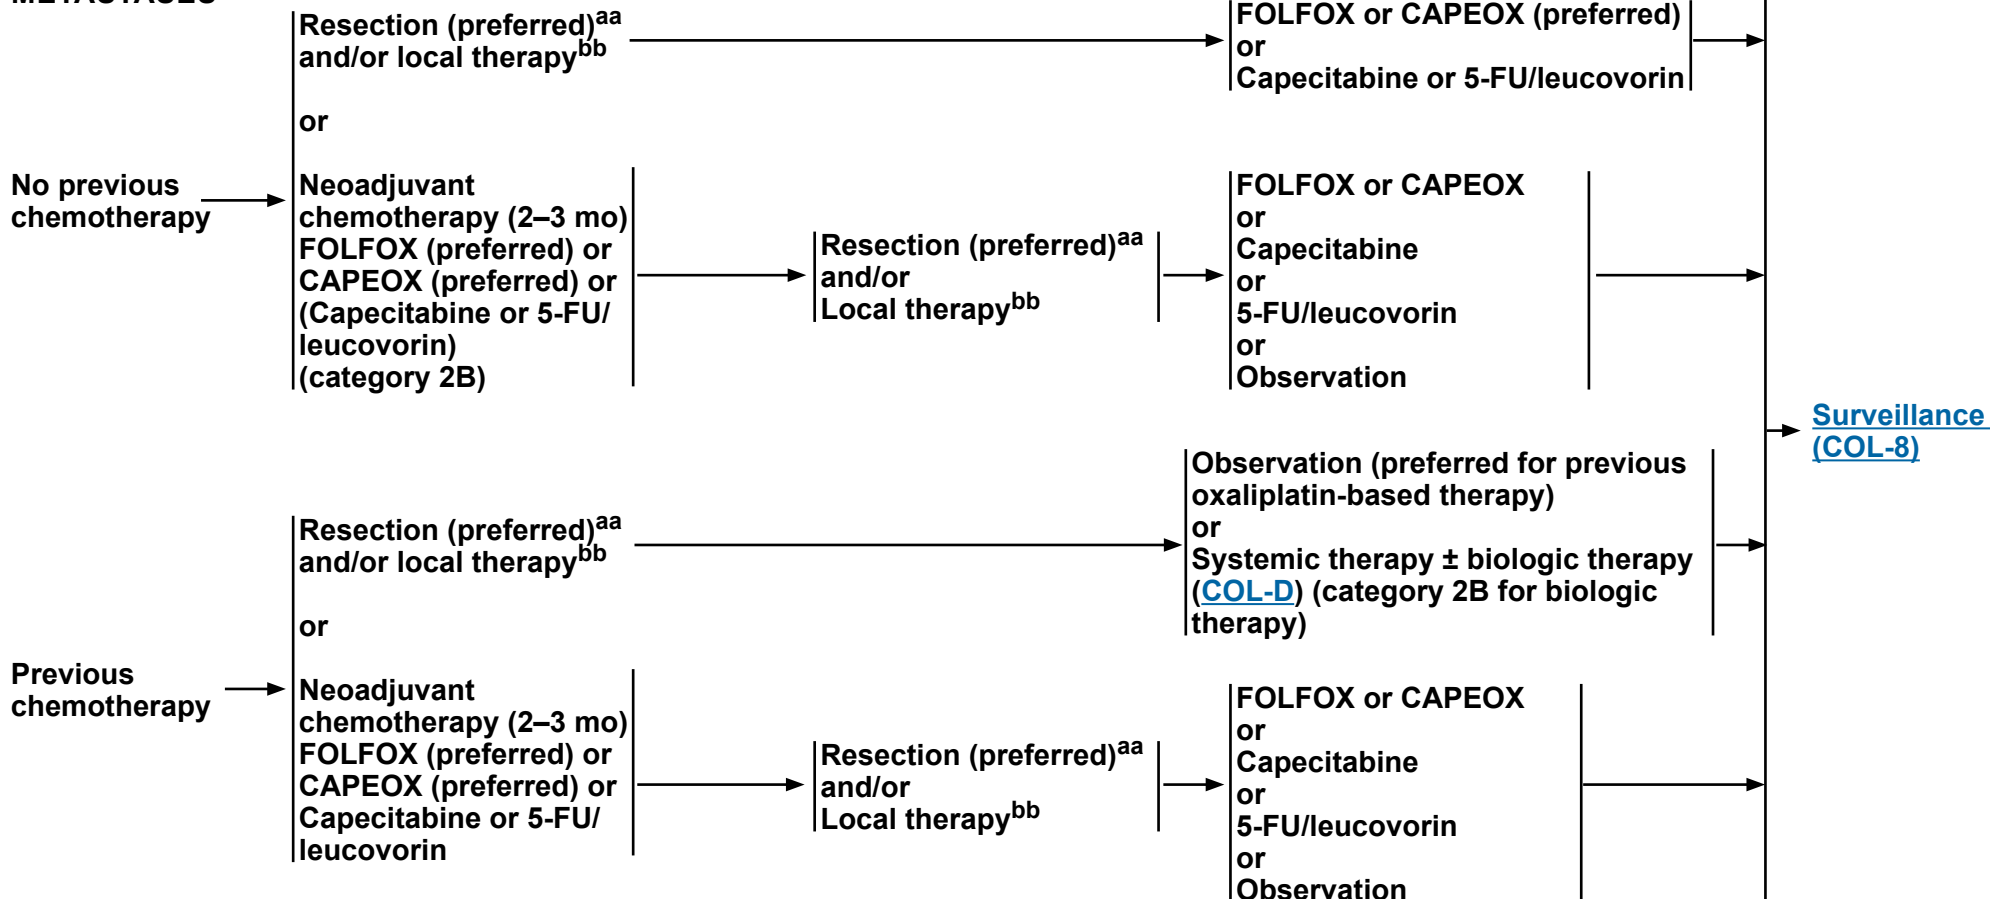 METASTASES
Resection (preferred)aa
and/or local therapybb
FOLFOX or CAPEOX (preferred)
or
Capecitabine or 5-FU/leucovorin
or
No previous
chemotherapy
Neoadjuvant
chemotherapy (2–3 mo)
FOLFOX (preferred) or
CAPEOX (preferred) or
(Capecitabine or 5-FU/
leucovorin)
(category 2B)
Resection (preferred)aa
and/or
Local therapybb
FOLFOX or CAPEOX
or
Capecitabine
or
5-FU/leucovorin
or
Observation
Surveillance
(COL-8)
Resection (preferred)aa
and/or local therapybb
Observation (preferred for previous
oxaliplatin-based therapy)
or
Systemic therapy ± biologic therapy
(COL-D) (category 2B for biologic
therapy)
or
Previous
chemotherapy
Neoadjuvant
chemotherapy (2–3 mo)
FOLFOX (preferred) or
CAPEOX (preferred) or
Capecitabine or 5-FU/
leucovorin
Resection (preferred)aa
and/or
Local therapybb
FOLFOX or CAPEOX
or
Capecitabine
or
5-FU/leucovorin
or
Observation